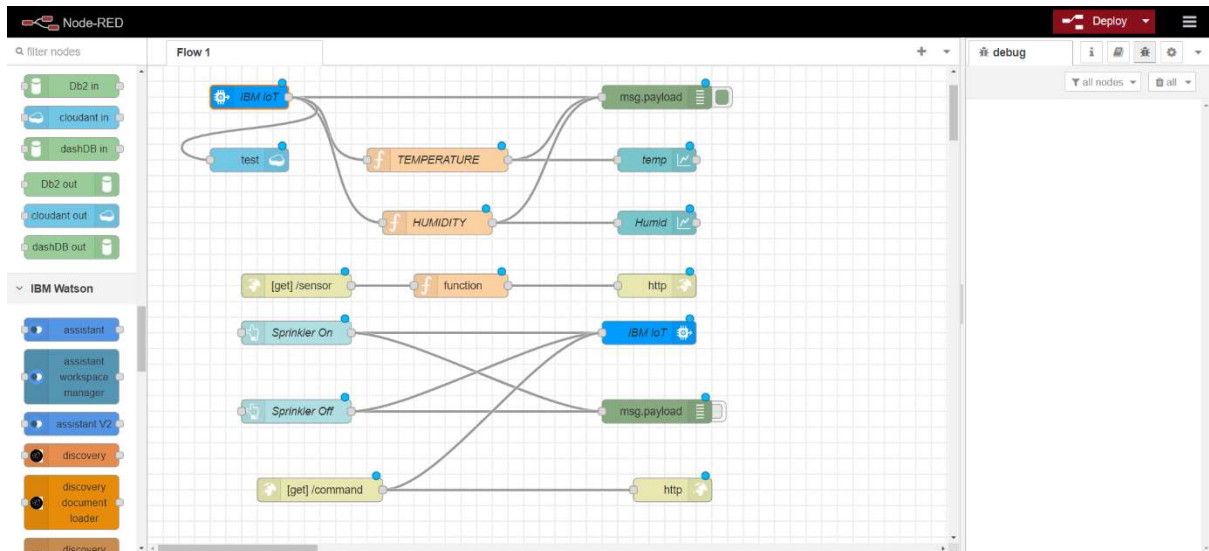 Node-RED
Deploy
filter nodes
Flow 1
debug
i
all nodes
all
Db2 in
cloudant in
dashDB in
Db2 out
cloudant out
dashDB out
IBM Watson
assistant
assistant
workspace
manager
assistant V2
discovery
discovery
document
loader
discovery
IBM IoT
msg.payload
test
TEMPERATURE
temp
HUMIDITY
Humid
[get] /sensor
function
http
Sprinkler On
IBM IoT
Sprinkler Off
msg.payload
[get] /command
http